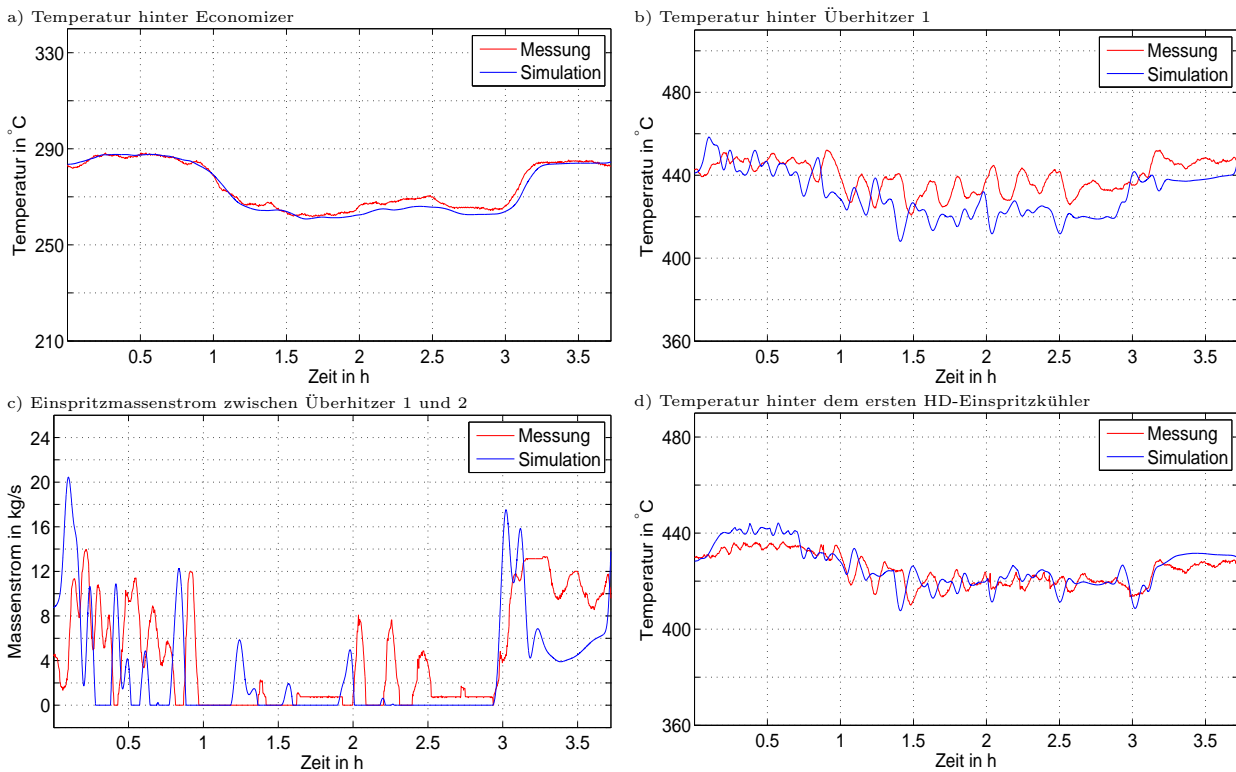 a) Temperatur hinter Economizer
330
290
250
210
Temperatur in °C
Messung
Simulation
0.5 1 1.5 2 2.5 3 3.5
Zeit in h
b) Temperatur hinter Überhitzer 1
480
440
400
360
Temperatu in °C
Messung
Simulation
0.5 1 1.5 2 2.5 3 3.5
Zeit in h
c) Einspritzmassenstrom zwischen Überhitzer 1 und 2
24
20
16
12
8
4
0
Massenstrom in kg/s
Messung
Simulation
0.5 1 1.5 2 2.5 3 3.5
Zeit in h
d) Temperatur hinter dem ersten HD-Einspritzkühler
480
440
400
360
Temperatur in °C
Messung
Simulation
0.5 1 1.5 2 2.5 3 3.5
Zeit in h